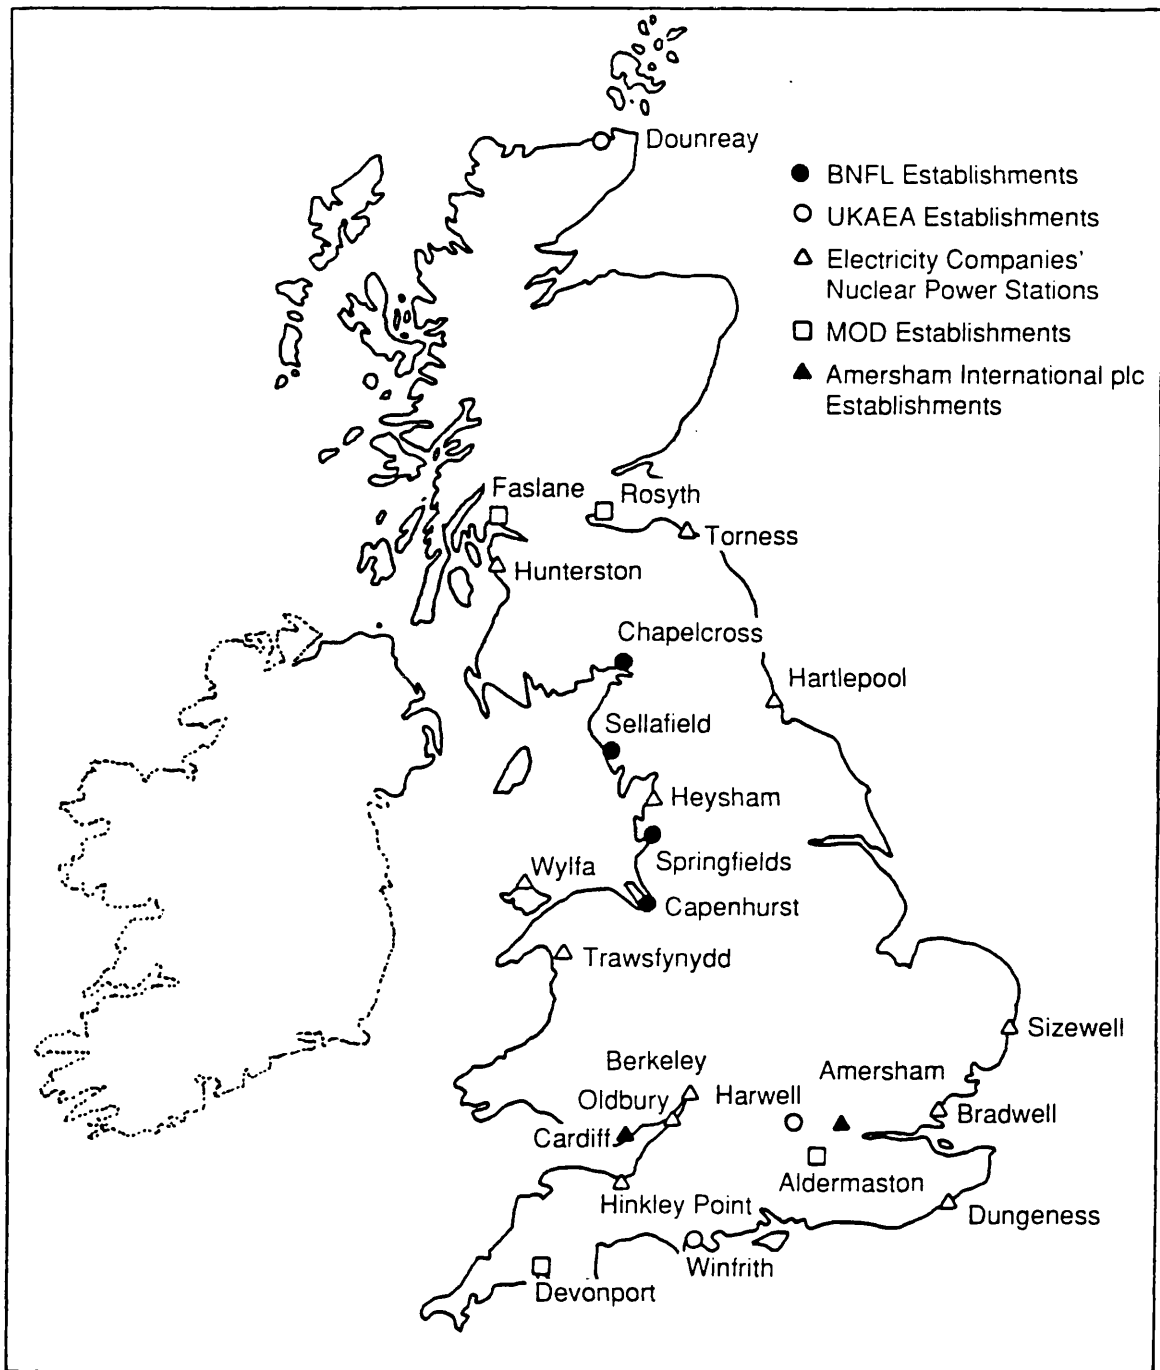 Dounreay
BNFL Establishments
UKAEA Establishments
Electricity Companies'
Nuclear Power Stations
MOD Establishments
Amersham International plc
Establishments
Faslane
Rosyth
Torness
Hunterston
Chapelcross
Hartlepool
Sellafield
Heysham
Springfields
Wylfa
Capenhurst
Trawsfynydd
Sizewell
Berkeley
Amersham
Oldbury
Harwell
Bradwell
Cardiff
Aldermaston
Hinkley Point
Dungeness
Winfrith
Devonport